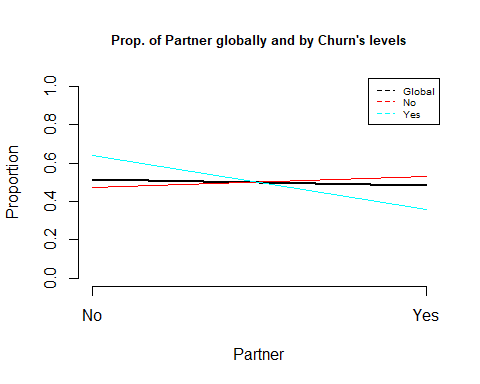 Prop. of Partner globally and by Churn's levels
Global
No
Yes
Proportion
1.0
0.8
0.6
0.4
0.2
0.0
No
Yes
Partner